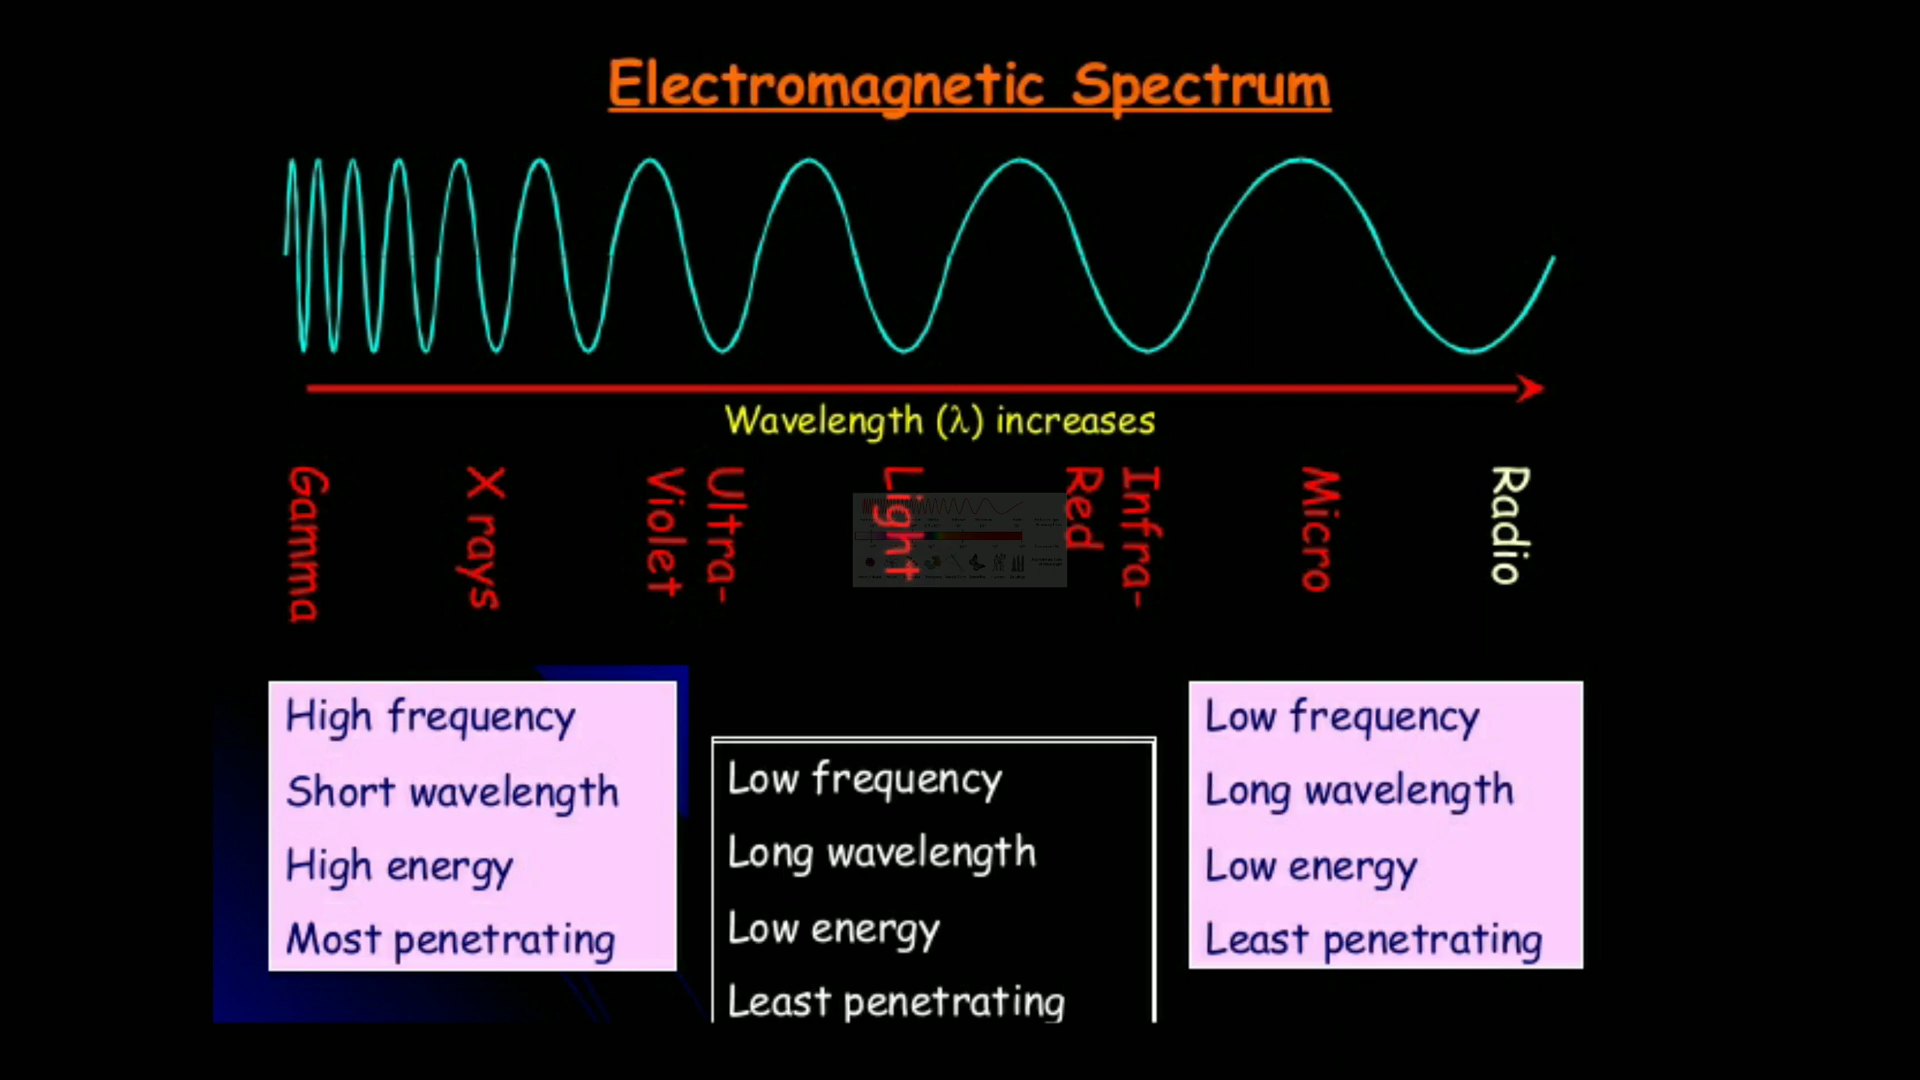 Electromagnetic Spectrum
Wavelength (λ) increases
Gamma
X rays
Ultra-
Violet
Light
Infra-
Red
Micro
Radio
High frequency
Short wavelength
High energy
Most penetrating
Low frequency
Long wavelength
Low energy
Least penetrating
Low frequency
Long wavelength
Low energy
Least penetrating